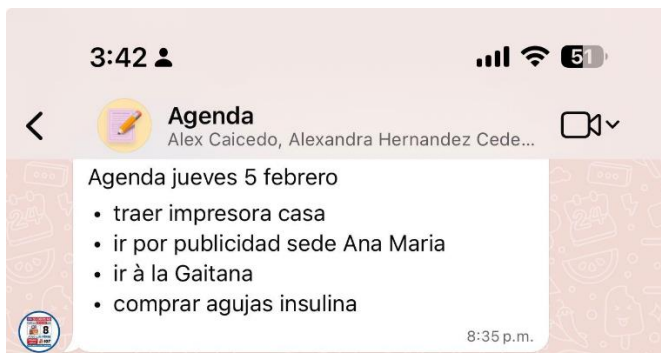 3:42
51
Agenda
Alex Caicedo, Alexandra Hernandez Cede...
Agenda jueves 5 febrero
• traer impresora casa
• ir por publicidad sede Ana Maria
• ir à la Gaitana
• comprar agujas insulina
8:35 p.m.